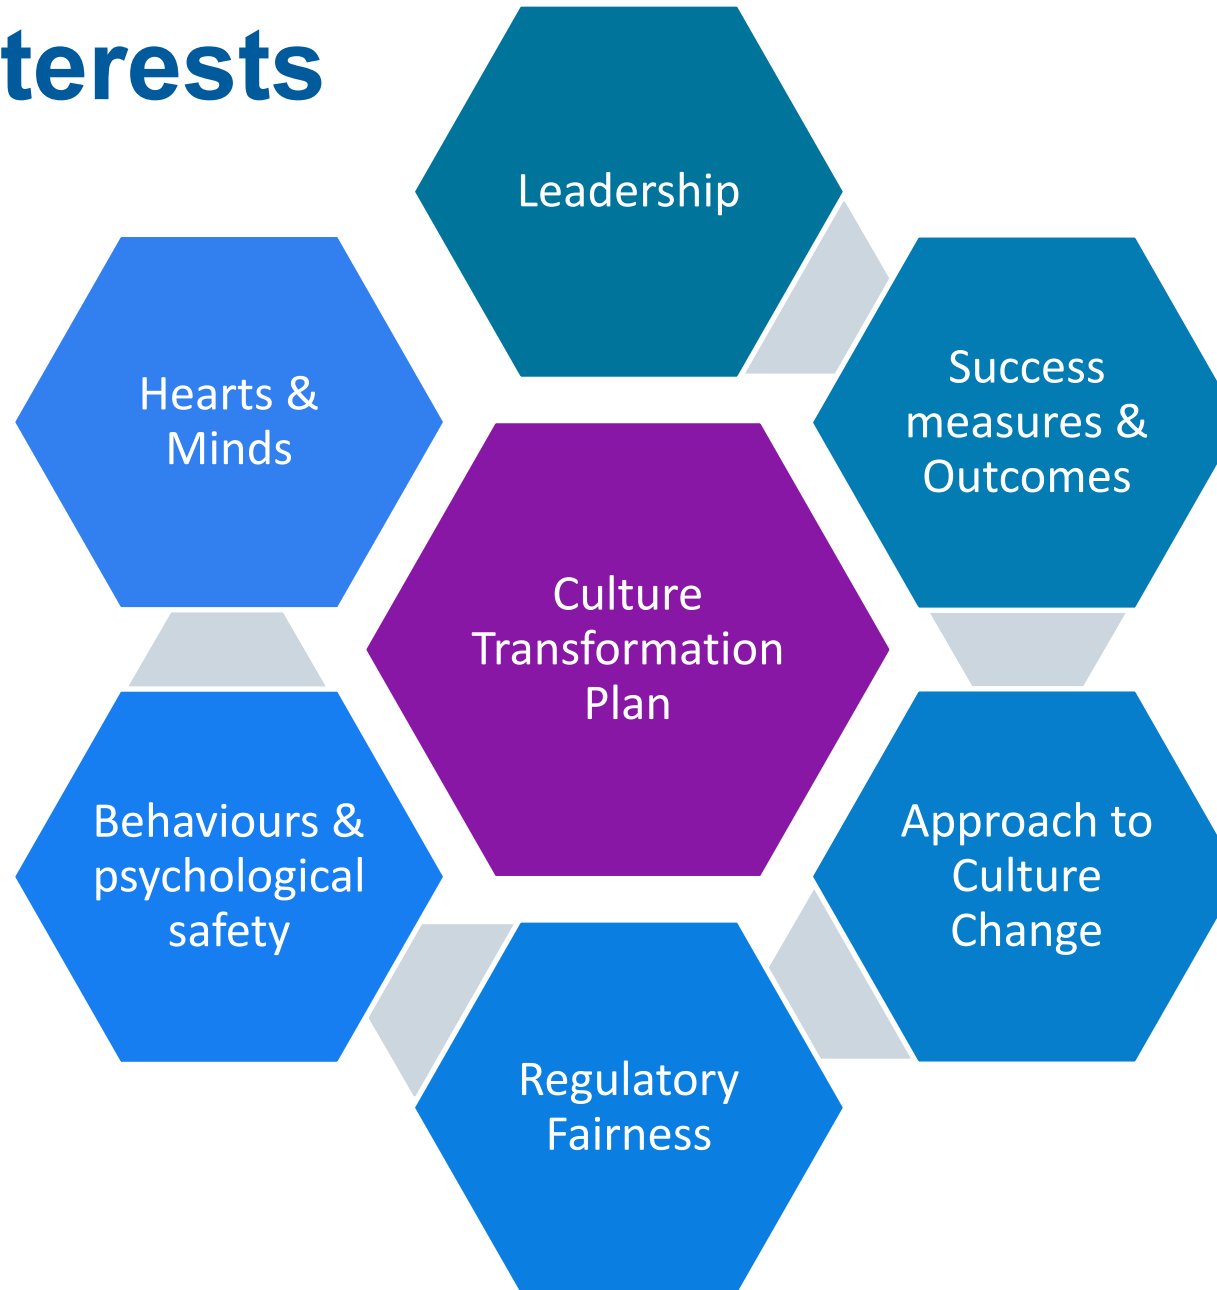 terests
Leadership
Success
measures &
Outcomes
Hearts &
Minds
Culture
Transformation
Plan
Approach to
Culture
Change
Behaviours &
psychological
safety
Regulatory
Fairness